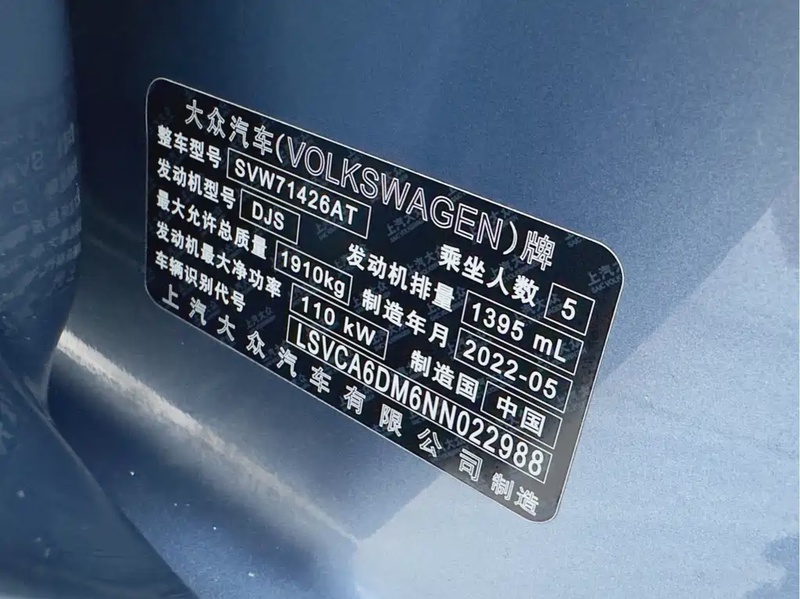 大众汽车(VOLKSWAGEN)牌
整车型号 SVW71426AT 乘坐人数 5
发动机型号 DJS 发动机排量 1395 mL
最大允许总质量 1910kg 制造年月 2022-05
发动机最大净功率 110 kW 制造国 中国
车辆识别代号 LSVCA6DM6NN022988
上汽大众汽车有限公司制造